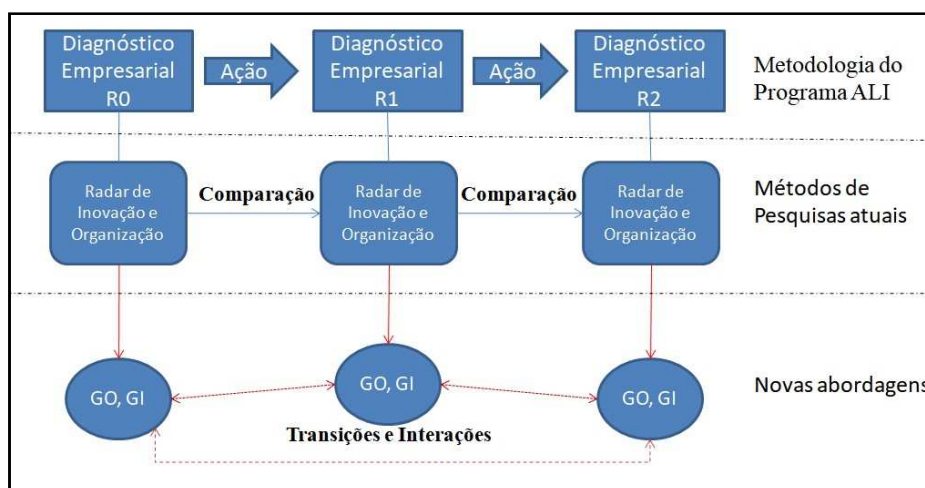 Diagnóstico
Empresarial
R0
Ação
Diagnóstico
Empresarial
R1
Ação
Diagnóstico
Empresarial
R2
Metodologia do
Programa ALI
Radar de
Inovação e
Organização
Comparação
Radar de
Inovação e
Organização
Comparação
Radar de
Inovação e
Organização
Métodos de
Pesquisas atuais
GO, GI
GO, GI
GO, GI
Novas abordagens
Transições e Interações